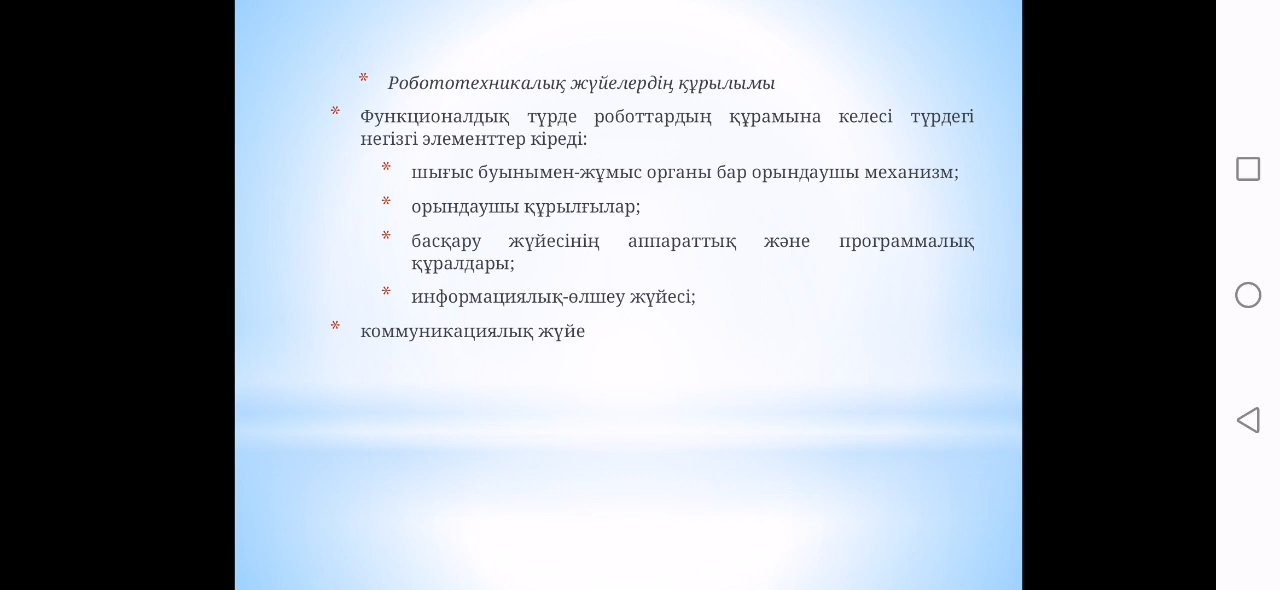 * Робототехникалық жүйелердің құрылымы
* Функционалдық түрде роботтардың құрамына келесі түрдегі
негізгі элементтер кіреді:
* шығыс буынымен-жұмыс органы бар орындаушы механизм;
* орындаушы құрылғылар;
* басқару жүйесінің аппараттық және программалық
құралдары;
* информациялық-өлшеу жүйесі;
* коммуникациялық жүйе